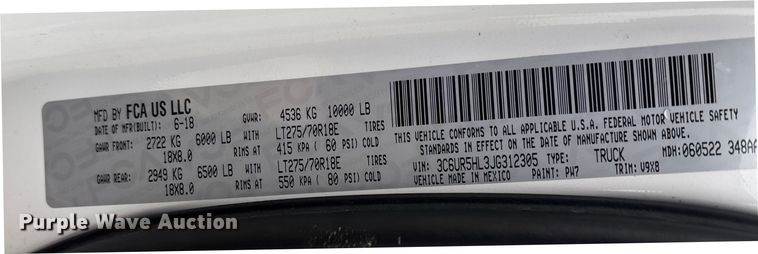 MFD BY FCA US LLC
DATE OF MFR(BUILT): 6-18
GVWR: 4536 KG 10000 LB
GAWR FRONT: 2722 KG 6000 LB WITH LT275/70R18E TIRES
18X8.0 RIMS AT 415 KPA ( 60 PSI) COLD
GAWR REAR: 2949 KG 6500 LB WITH LT275/70R18E TIRES
18X8.0 RIMS AT 550 KPA ( 80 PSI) COLD
THIS VEHICLE CONFORMS TO ALL APPLICABLE U.S.A. FEDERAL MOTOR VEHICLE SAFETY
STANDARDS IN EFFECT ON THE DATE OF MANUFACTURE SHOWN ABOVE
VIN: 3C6UR5HL3JG312305 TYPE: TRUCK MDH: 060522 348AA
VEHICLE MADE IN MEXICO PAINT: PW7 TRIM: V9X8
Purple Wave Auction